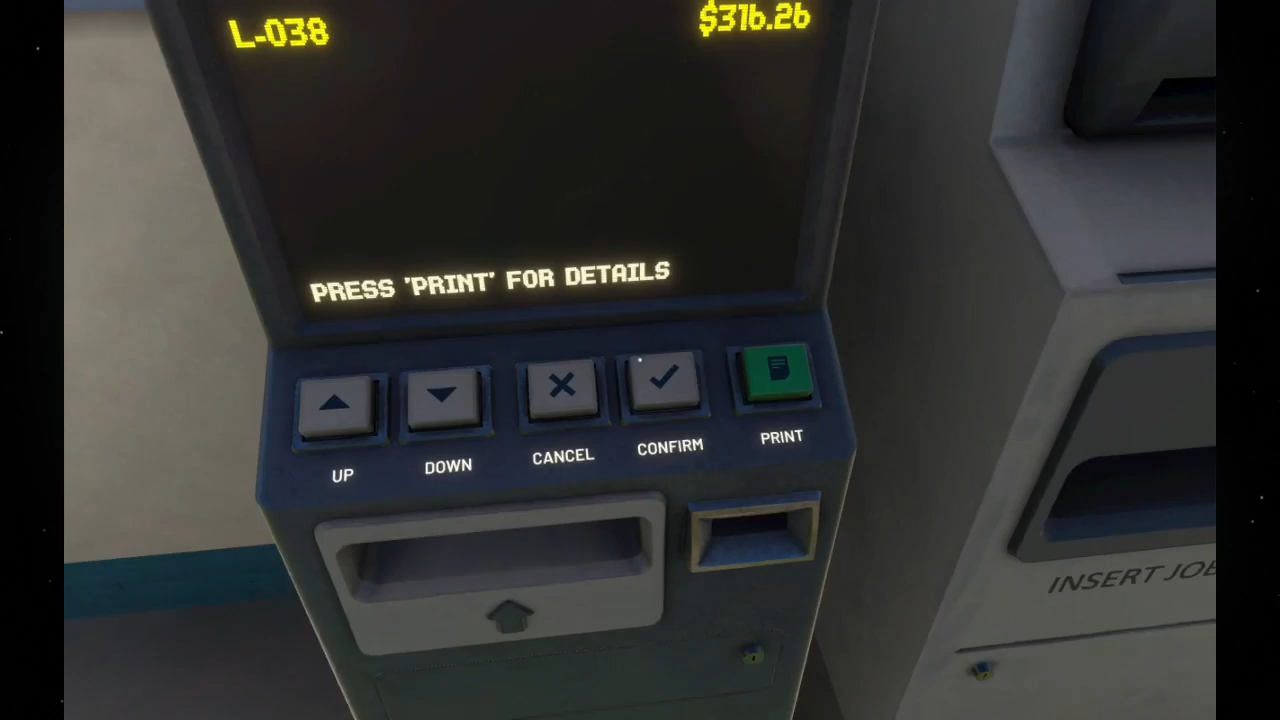 L-038
$316.26
PRESS 'PRINT' FOR DETAILS
UP
DOWN
CANCEL
CONFIRM
PRINT
INSERT JOB